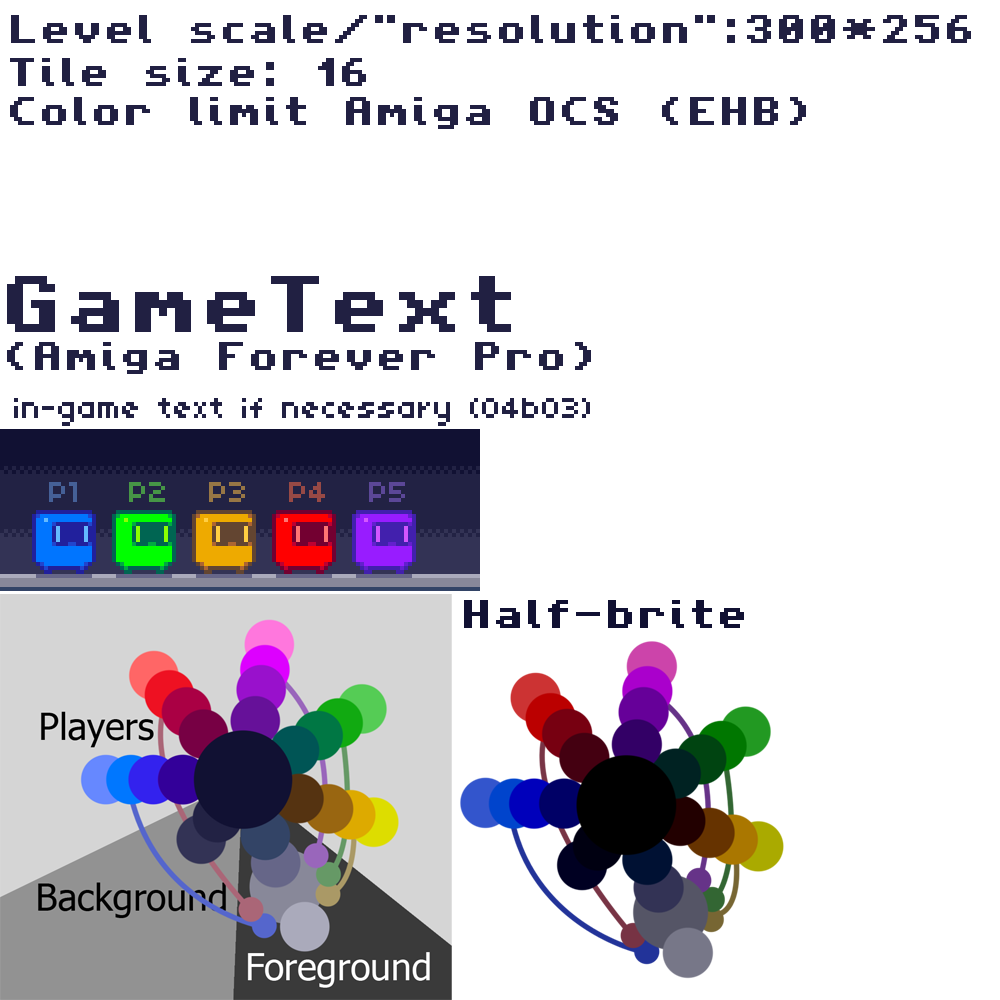 Level scale/"resolution":300*256
Tile size: 16
Color limit Amiga OCS (EHB)
GameText
(Amiga Forever Pro)
in-game text if necessary (04b03)
P1 P2 P3 P4 P5
Half-brite
Players
Background
Foreground